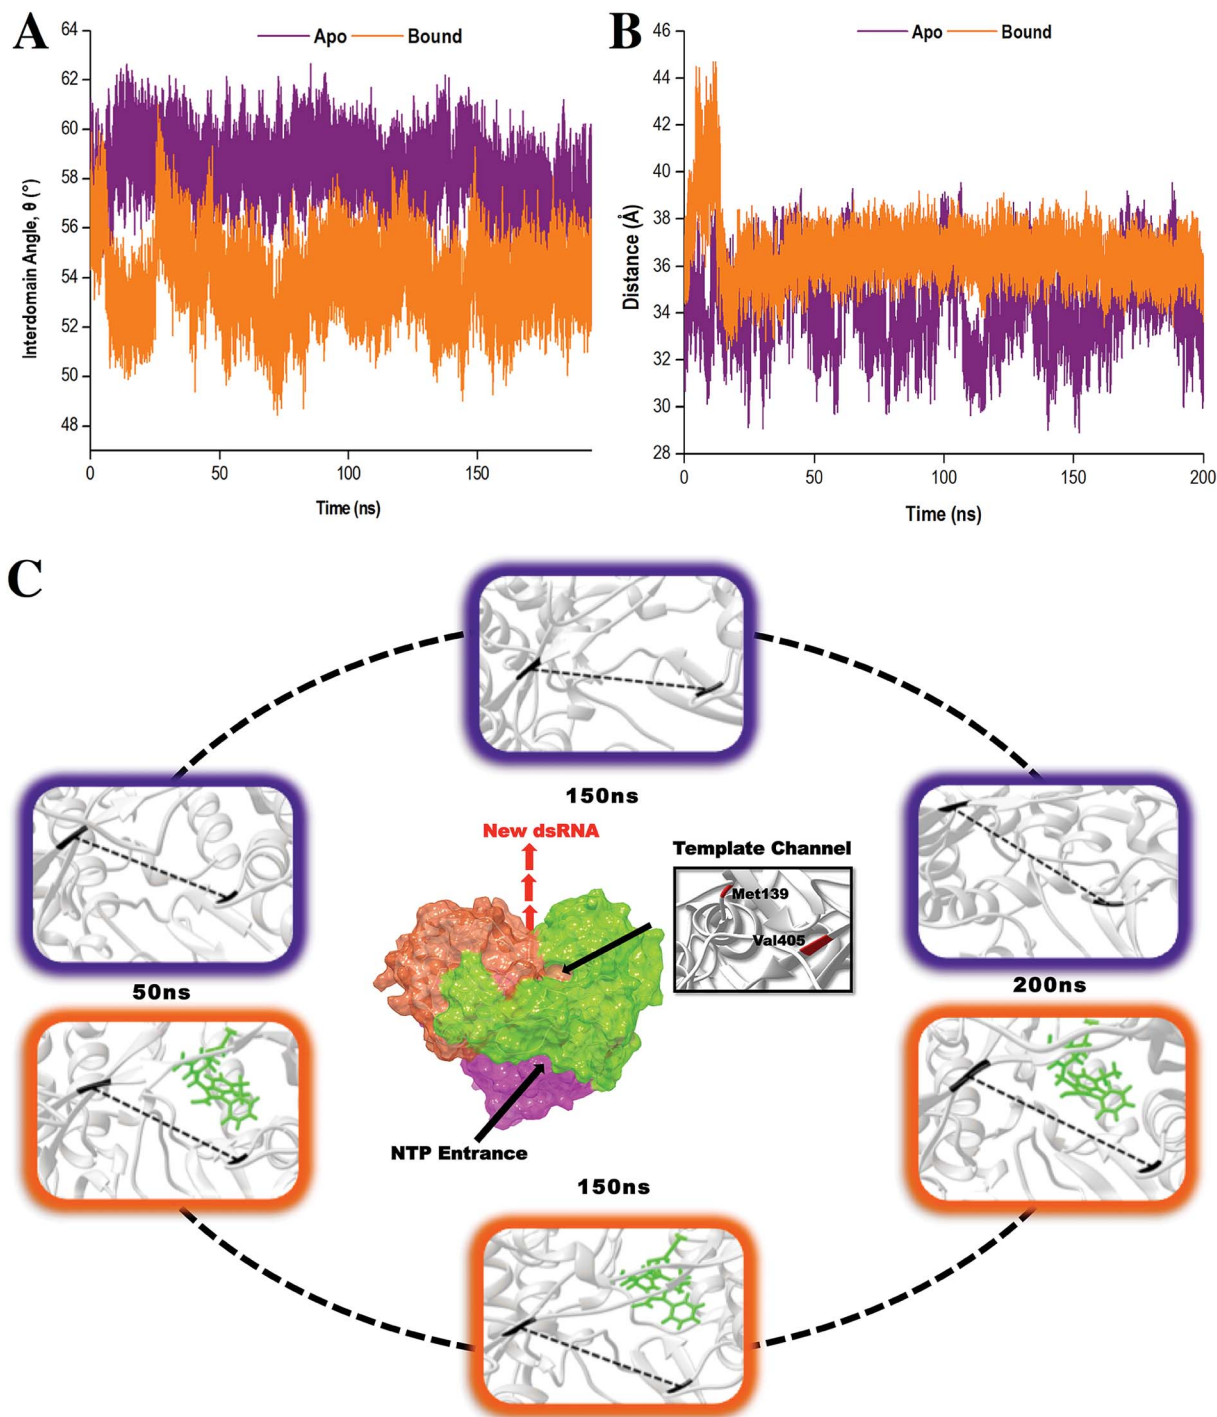 A
Apo
Bound
64
62
60
58
56
54
52
50
48
Interdomain Angle, θ (°)
0
50
100
150
Time (ns)
B
Apo
Bound
46
44
42
40
38
36
34
32
30
28
Distance (Å)
0
50
100
150
200
Time (ns)
C
150ns
New dsRNA
Template Channel
Met139
Val405
50ns
200ns
NTP Entrance
150ns